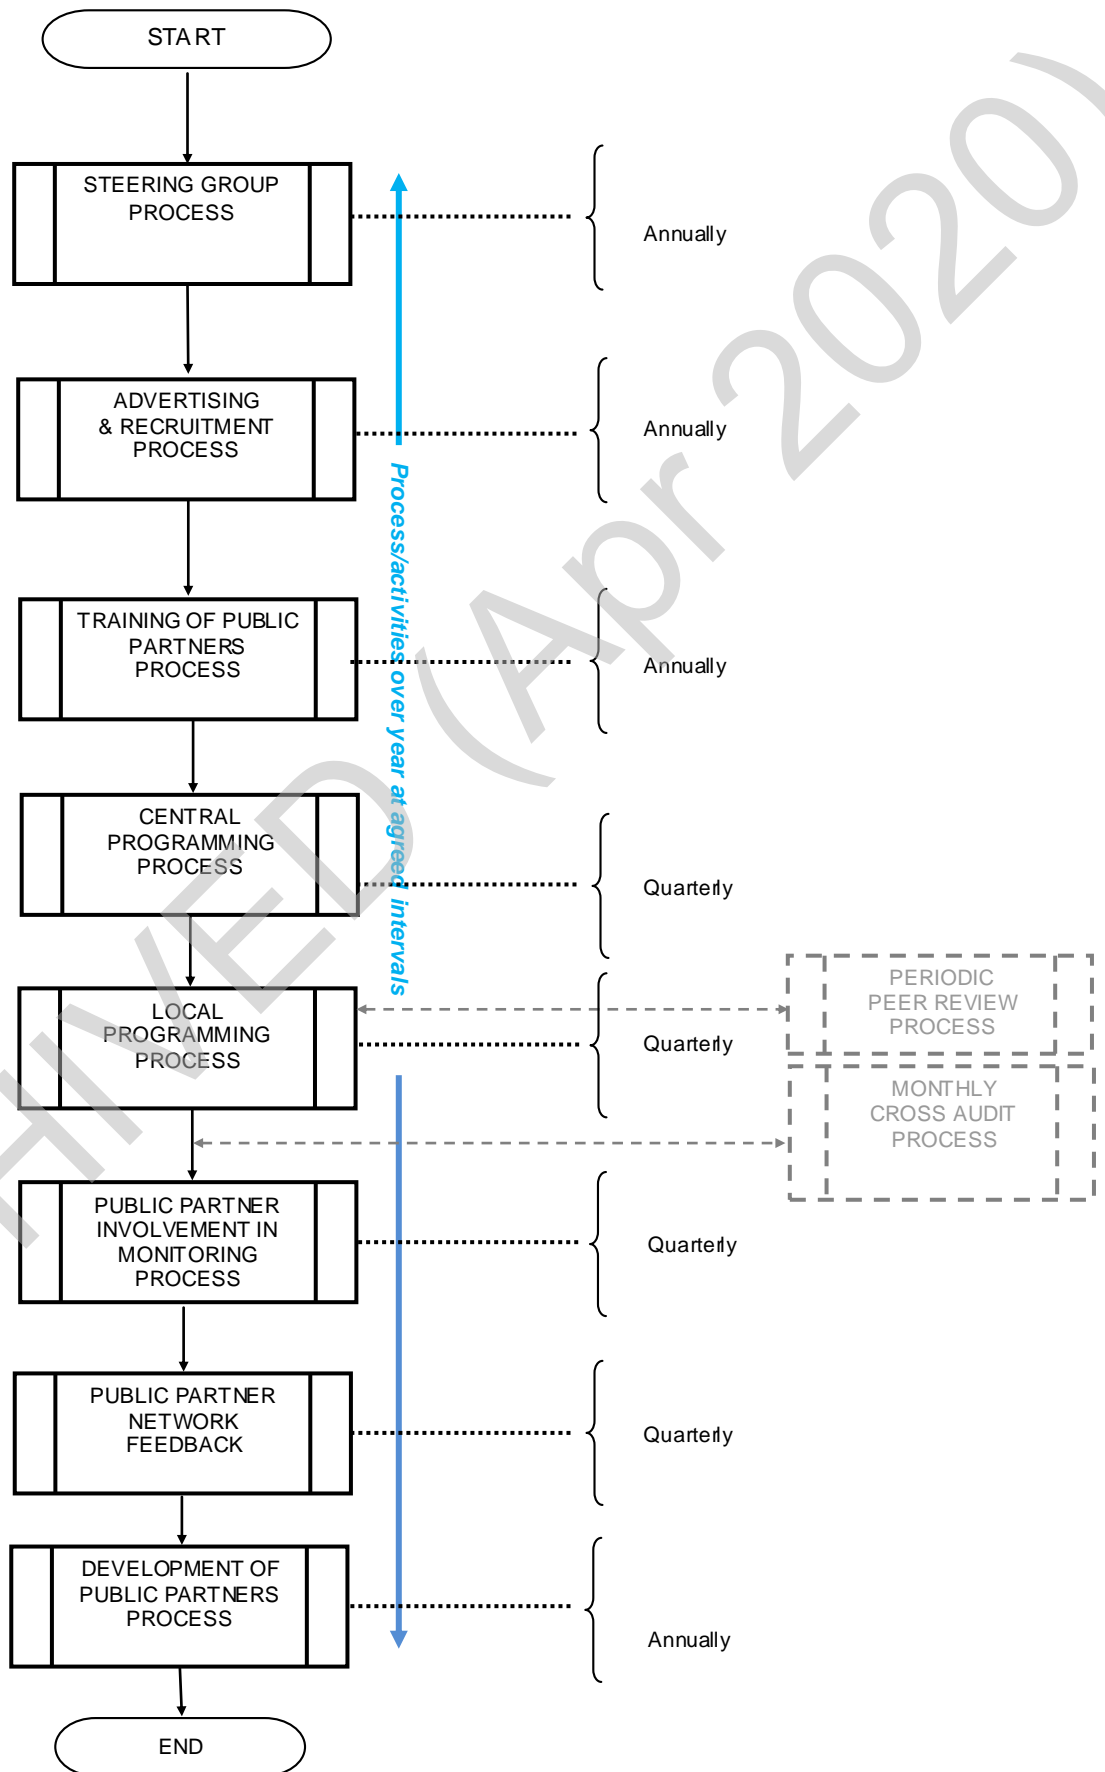 START
STEERING GROUP
PROCESS
Annually
ADVERTISING
& RECRUITMENT
PROCESS
Annually
Process/activities over year at agreed intervals
TRAINING OF PUBLIC
PARTNERS
PROCESS
Annually
CENTRAL
PROGRAMMING
PROCESS
Quarterly
LOCAL
PROGRAMMING
PROCESS
Quarterly
PERIODIC
PEER REVIEW
PROCESS
MONTHLY
CROSS AUDIT
PROCESS
PUBLIC PARTNER
INVOLVEMENT IN
MONITORING
PROCESS
Quarterly
PUBLIC PARTNER
NETWORK
FEEDBACK
Quarterly
DEVELOPMENT OF
PUBLIC PARTNERS
PROCESS
Annually
END
HIVED (Apr 2020)